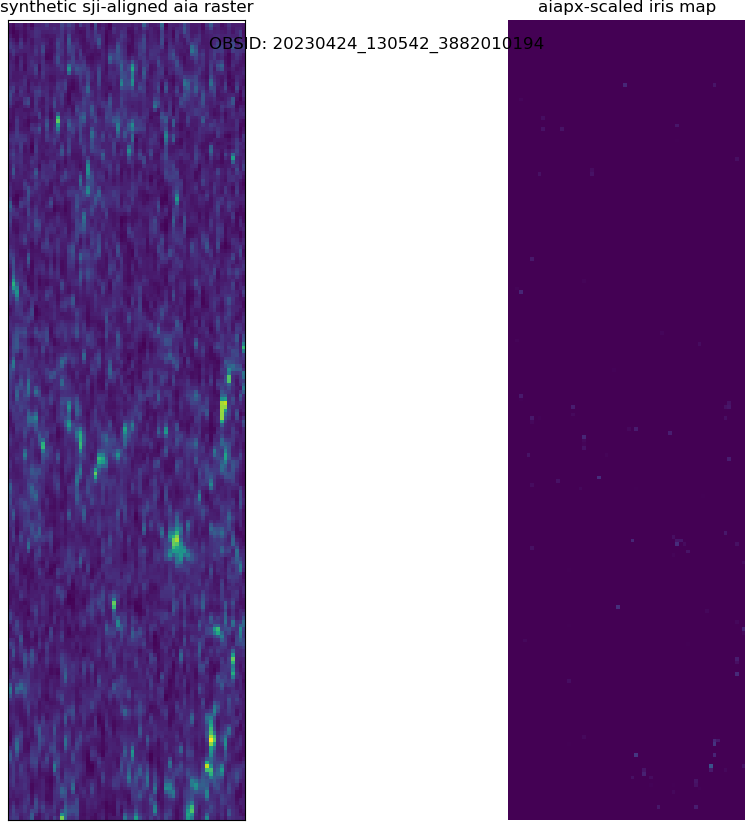 synthetic sji-aligned aia raster
aiapx-scaled iris map
OBSID: 20230424_130542_3882010194